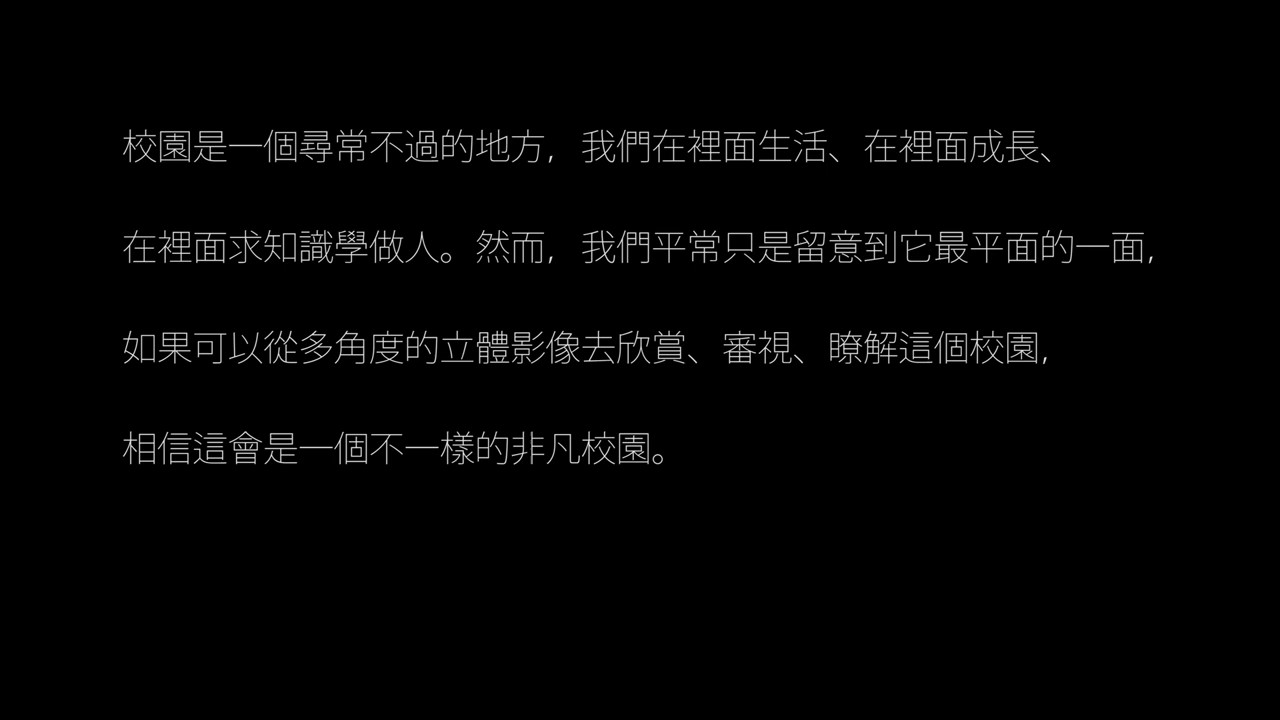 校園是一個尋常不過的地方，我們在裡面生活、在裡面成長、
在裡面求知識學做人。然而，我們平常只是留意到它最平面的一面，
如果可以從多角度的立體影像去欣賞、審視、瞭解這個校園，
相信這會是一個不一樣的非凡校園。